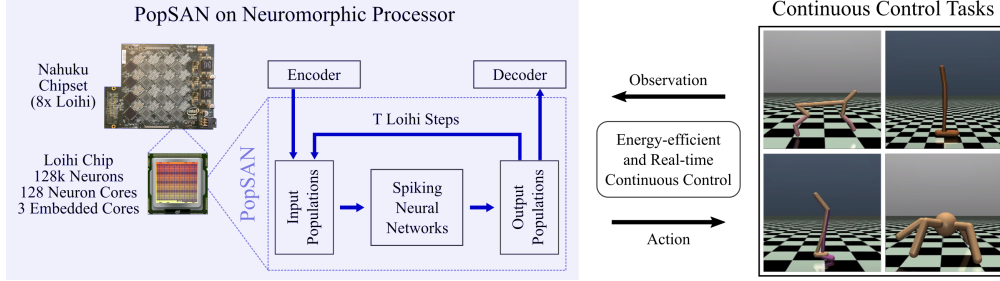 PopSAN on Neuromorphic Processor
Nahuku
Chipset
(8x Loihi)
Loihi Chip
128k Neurons
128 Neuron Cores
3 Embedded Cores
PopSAN
Encoder
Decoder
T Loihi Steps
Input
Populations
Spiking
Neural
Networks
Output
Populations
Observation
Energy-efficient
and Real-time
Continuous Control
Action
Continuous Control Tasks